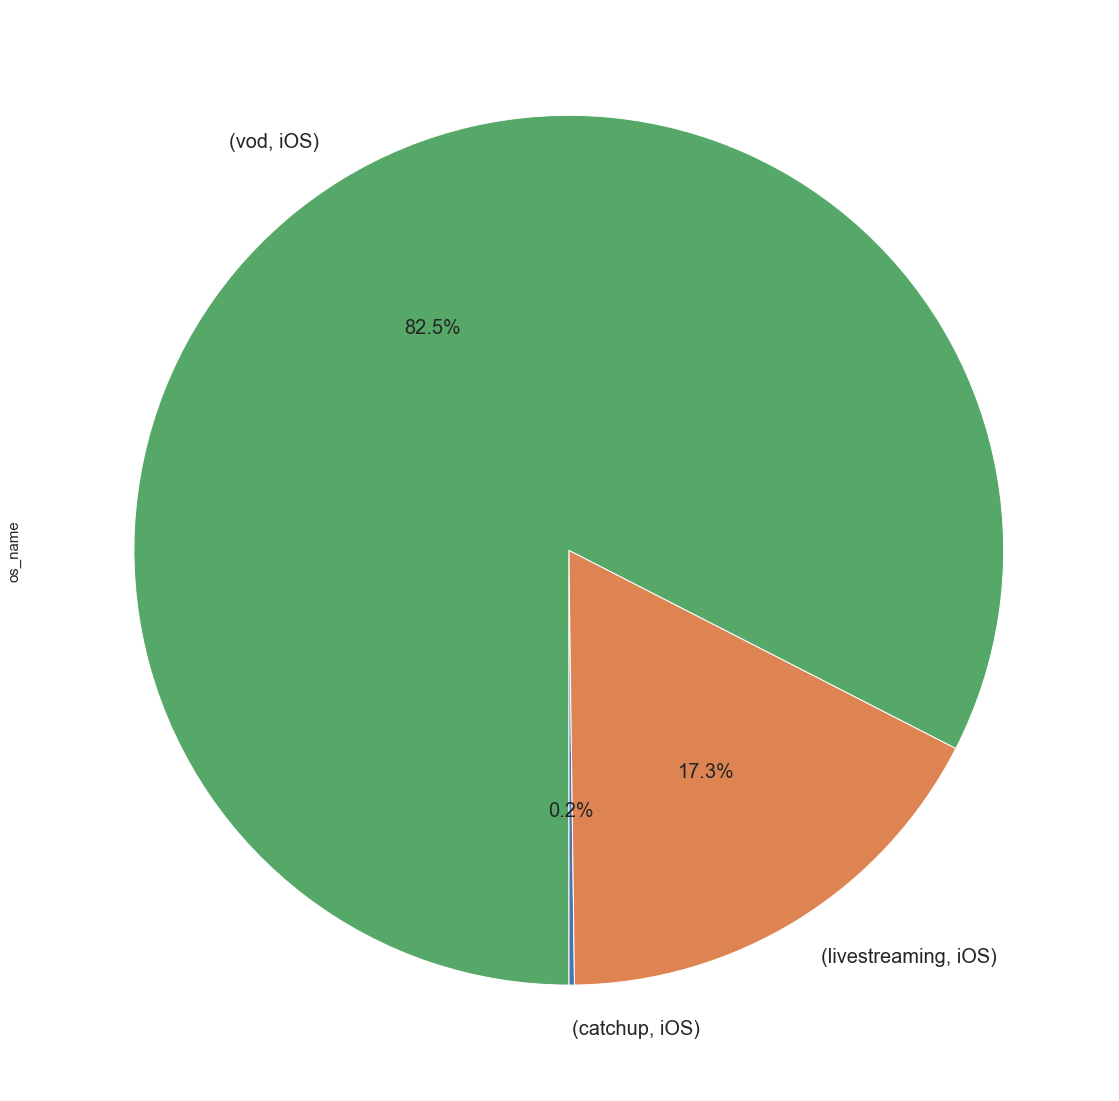 (vod, iOS)
82.5%
os_name
17.3%
0.2%
(livestreaming, iOS)
(catchup, iOS)